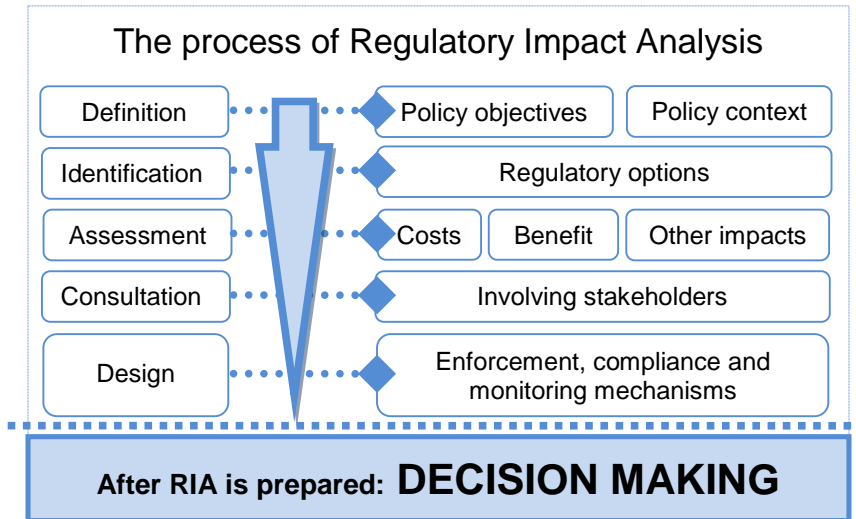 The process of Regulatory Impact Analysis
Definition
Policy objectives
Policy context
Identification
Regulatory options
Assessment
Costs
Benefit
Other impacts
Consultation
Involving stakeholders
Design
Enforcement, compliance and
monitoring mechanisms
After RIA is prepared: DECISION MAKING